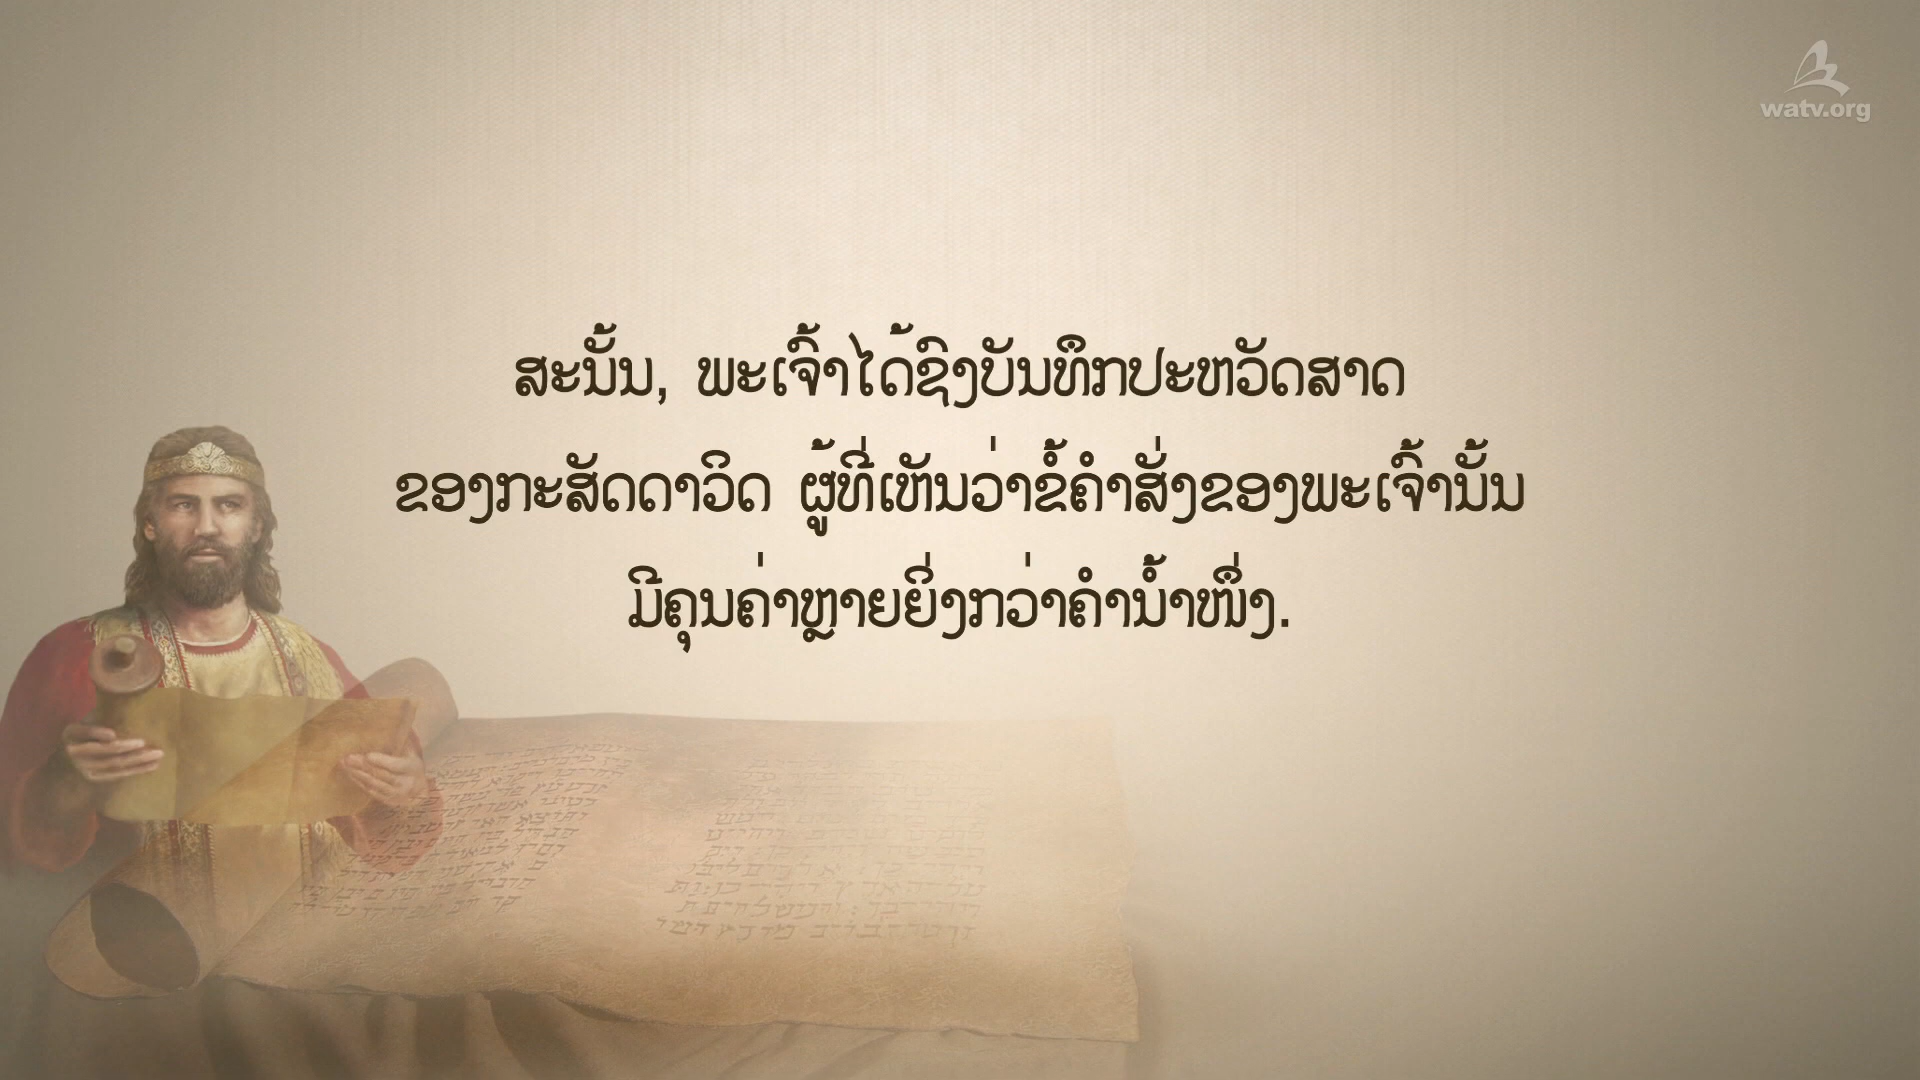 watv.org
ສະນັ້ນ, ພະເຈົ້າໄດ້ຊົງບັນທຶກປະຫວັດສາດ
ຂອງກະສັດດາວິດ ຜູ້ທີ່ເຫັນວ່າຂໍ້ຄຳສັ່ງຂອງພະເຈົ້ານັ້ນ
ມີຄຸນຄ່າຫຼາຍຍິ່ງກວ່າຄຳນ້ຳໜຶ່ງ.